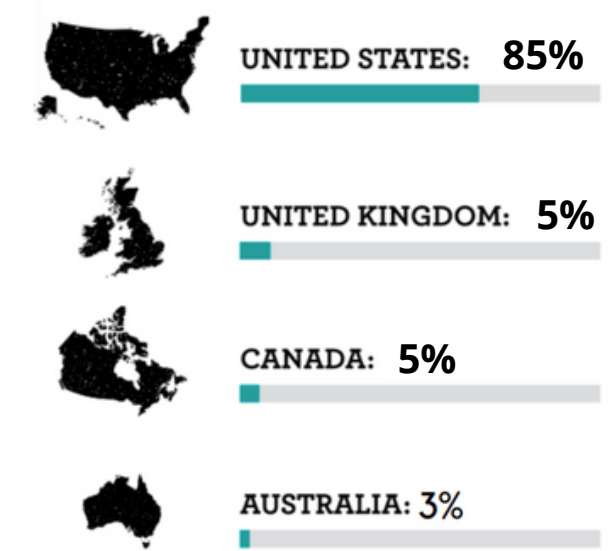 UNITED STATES: 85%
UNITED KINGDOM: 5%
CANADA: 5%
AUSTRALIA: 3%